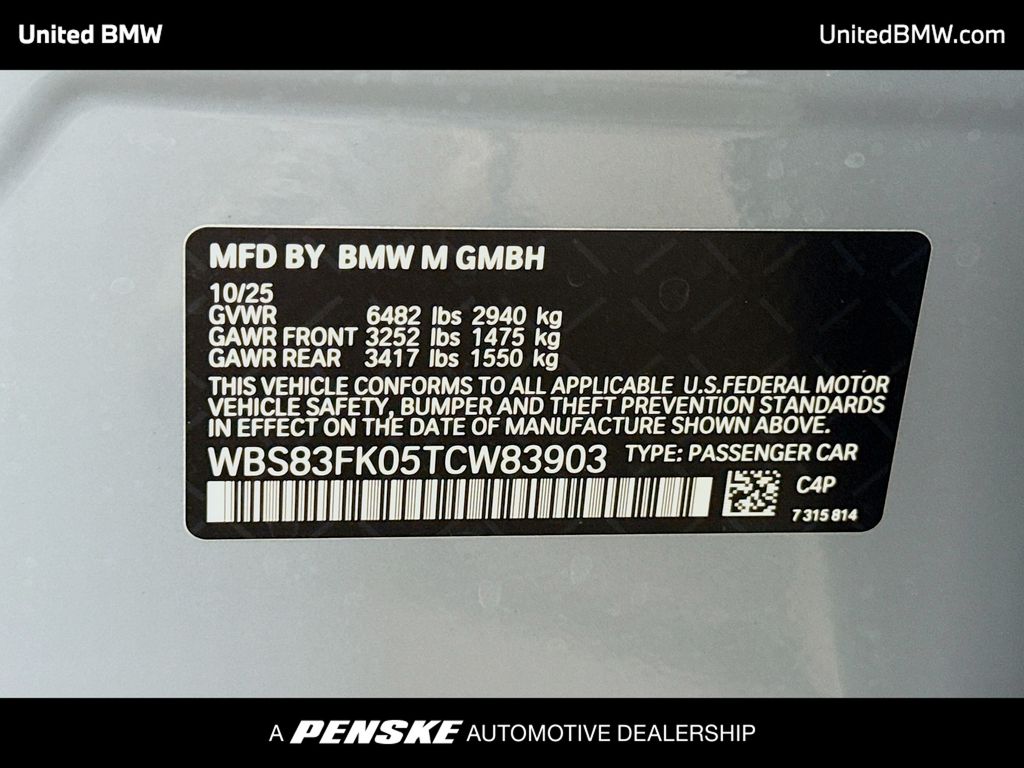 United BMW
UnitedBMW.com
MFD BY BMW M GMBH
10/25
GVWR 6482 lbs 2940 kg
GAWR FRONT 3252 lbs 1475 kg
GAWR REAR 3417 lbs 1550 kg
THIS VEHICLE CONFORMS TO ALL APPLICABLE U.S.FEDERAL MOTOR
VEHICLE SAFETY, BUMPER AND THEFT PREVENTION STANDARDS
IN EFFECT ON THE DATE OF MANUFACTURE SHOWN ABOVE.
WBS83FK05TCW83903 TYPE: PASSENGER CAR
C4P
7315814
A PENSKE AUTOMOTIVE DEALERSHIP